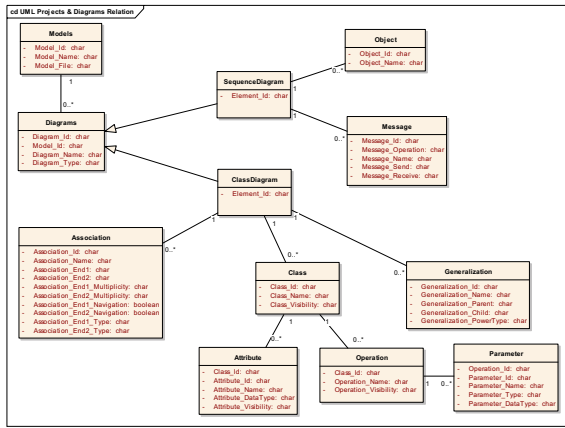 cd UML Projects & Diagrams Relation
Models
- Model_Id: char
- Model_Name: char
- Model_File: char
1
0..*
Diagrams
- Diagram_Id: char
- Model_Id: char
- Diagram_Name: char
- Diagram_Type: char
SequenceDiagram
- Element_Id: char
1
1
Object
- Object_Id: char
- Object_Name: char
0..*
0..*
Message
- Message_Id: char
- Message_Operation: char
- Message_Name: char
- Message_Send: char
- Message_Receive: char
ClassDiagram
- Element_Id: char
1
1
1
0..*
0..*
0..*
Association
- Association_Id: char
- Association_Name: char
- Association_End1: char
- Association_End2: char
- Association_End1_Multiplicity: char
- Association_End2_Multiplicity: char
- Association_End1_Navigation: boolean
- Association_End2_Navigation: boolean
- Association_End1_Type: char
- Association_End2_Type: char
Class
- Class_Id: char
- Class_Name: char
- Class_Visibility: char
1
1
0..*
0..*
Generalization
- Generalization_Id: char
- Generalization_Name: char
- Generalization_Parent: char
- Generalization_Child: char
- Generalization_PowerType: char
Attribute
- Class_Id: char
- Attribute_Id: char
- Attribute_Name: char
- Attribute_DataType: char
- Attribute_Visibility: char
Operation
- Class_Id: char
- Operation_Name: char
- Operation_Visibility: char
1
0..*
Parameter
- Operation_Id: char
- Parameter_Id: char
- Parameter_Name: char
- Parameter_Type: char
- Parameter_DataType: char